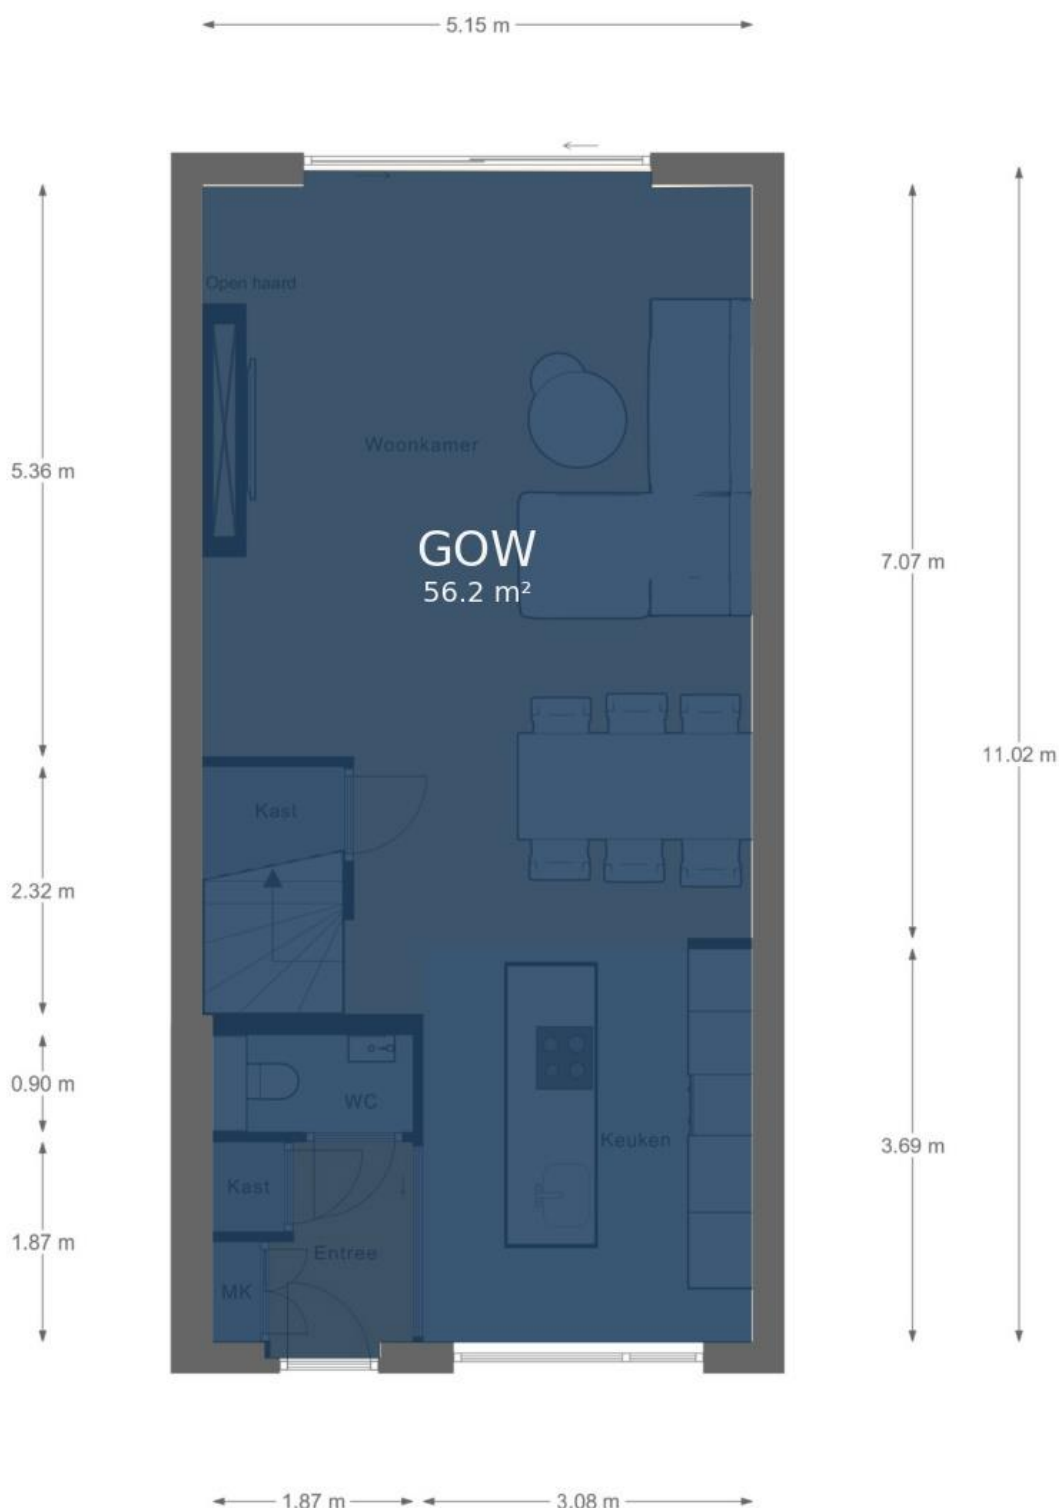 5.15 m
Open haard
Woonkamer
5.36 m
GOW
56.2 m²
7.07 m
11.02 m
Kast
2.32 m
0.90 m
WC
Keuken
3.69 m
Kast
1.87 m
Entree
MK
1.87 m
3.08 m